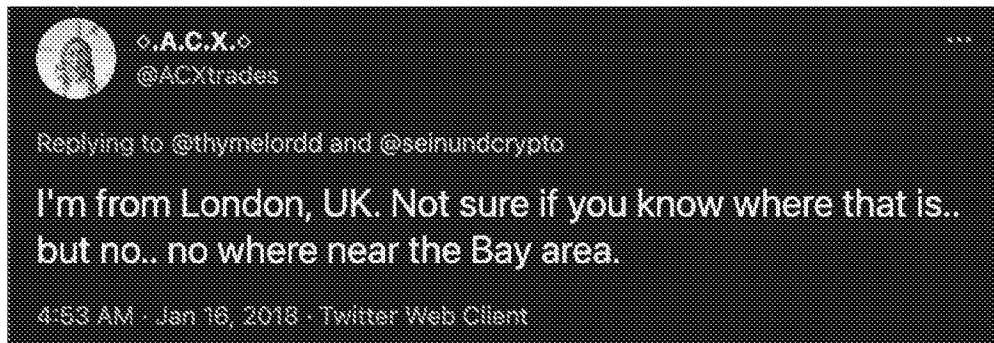 ◇.A.C.X.◇
@ACXtrades
Replying to @thymelordd and @seinundcrypto
I'm from London, UK. Not sure if you know where that is..
but no.. no where near the Bay area.
4:53 AM · Jan 16, 2018 · Twitter Web Client